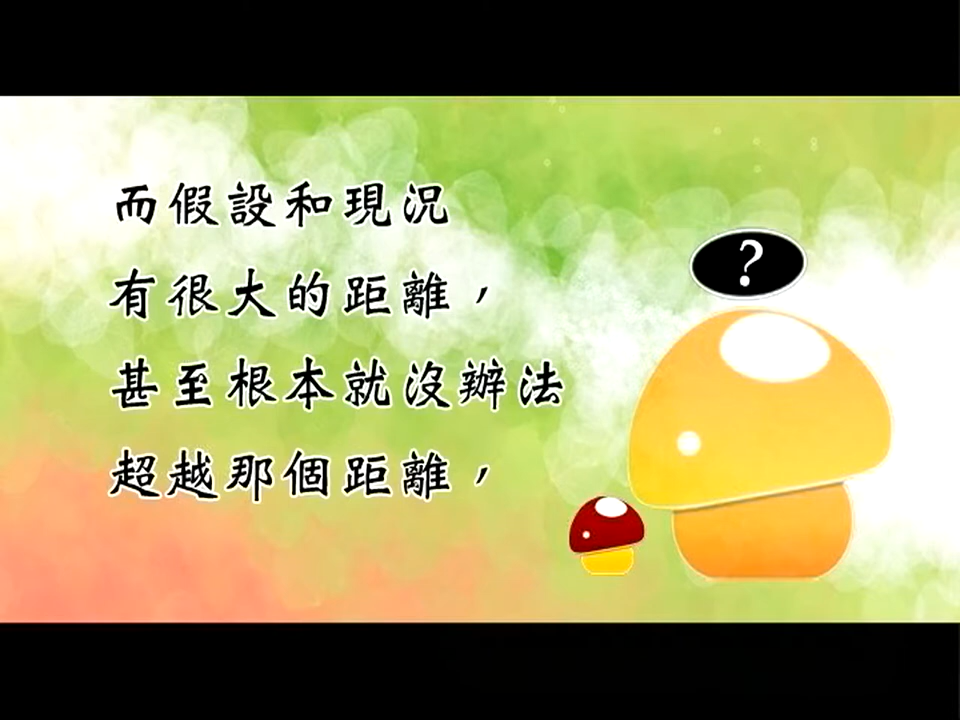 而假設和現況
有很大的距離，
甚至根本就沒辦法
超越那個距離，
?